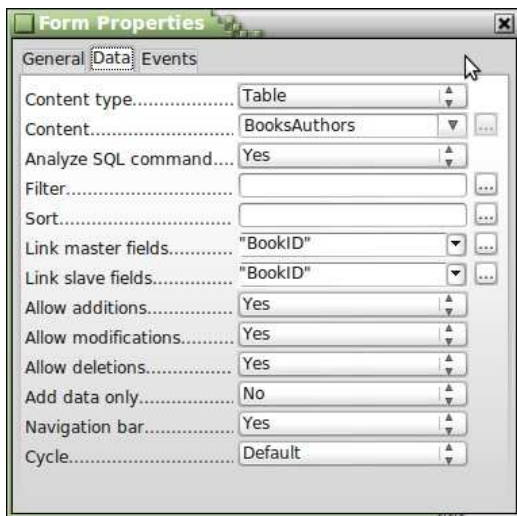 Form Properties
General Data Events
Content type................... Table
Content......................... BooksAuthors ...
Analyze SQL command.... Yes
Filter............................. ...
Sort.............................. ...
Link master fields........... "BookID" ...
Link slave fields.............. "BookID" ...
Allow additions............... Yes
Allow modifications.......... Yes
Allow deletions............... Yes
Add data only.................. No
Navigation bar................ Yes
Cycle............................ Default